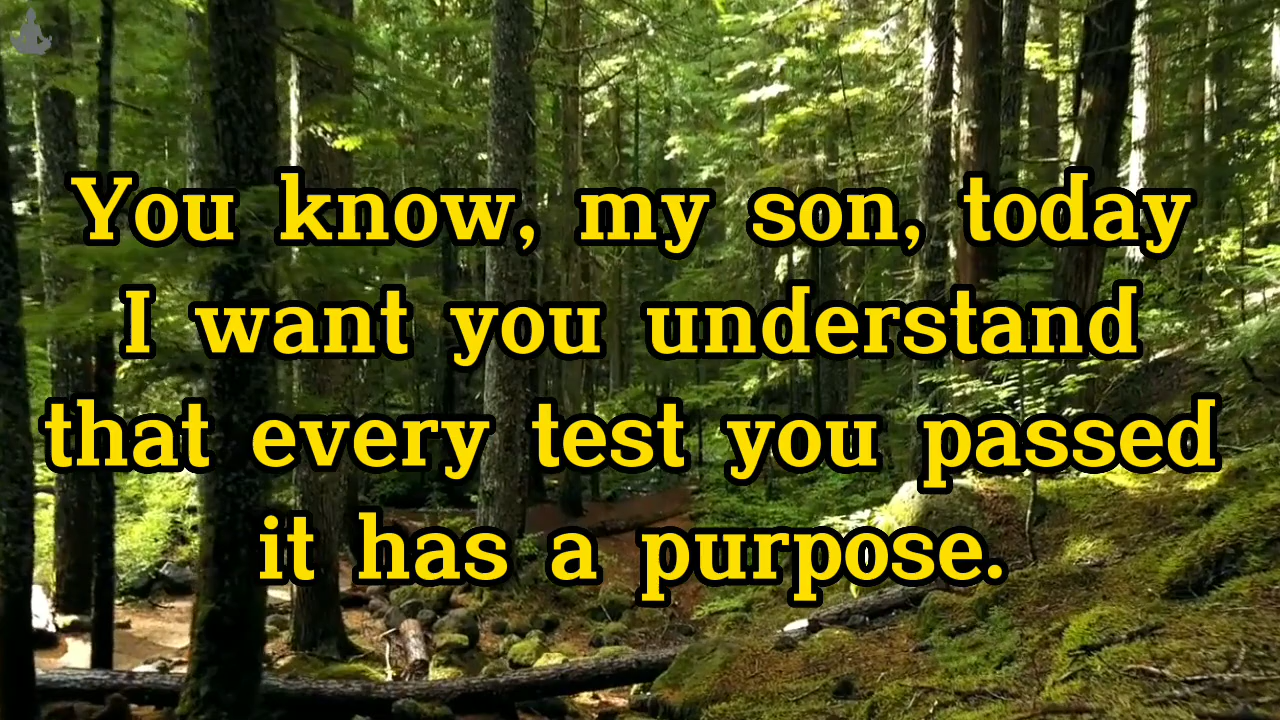 You know, my son, today
I want you understand
that every test you passed
it has a purpose.